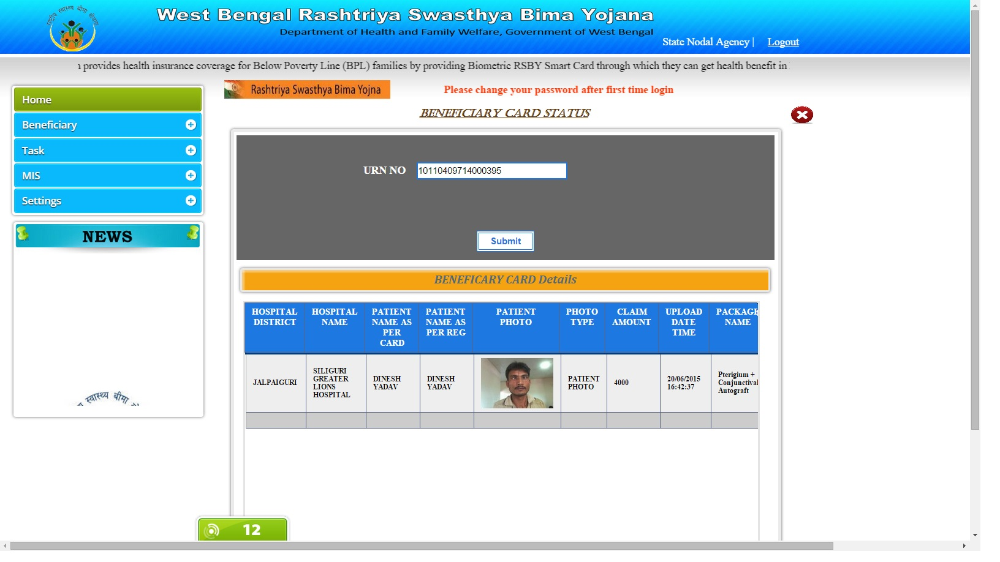 West Bengal Rashtriya Swasthya Bima Yojana
Department of Health and Family Welfare, Government of West Bengal
State Nodal Agency | Logout
provides health insurance coverage for Below Poverty Line (BPL) families by providing Biometric RSBY Smart Card through which they can get health benefit in
Rashtriya Swasthya Bima Yojna
Please change your password after first time login
BENEFICIARY CARD STATUS
Home
Beneficiary
Task
MIS
Settings
NEWS
स्वास्थ्य बीमा
URN NO 10110409714000395
Submit
BENEFICARY CARD Details
HOSPITAL DISTRICT
HOSPITAL NAME
PATIENT NAME AS PER CARD
PATIENT NAME AS PER REG
PATIENT PHOTO
PHOTO TYPE
CLAIM AMOUNT
UPLOAD DATE TIME
PACKAGE NAME
JALPAIGURI
SILIGURI GREATER LIONS HOSPITAL
DINESH YADAV
DINESH YADAV
PATIENT PHOTO
4000
20/06/2015 16:42:37
Pterigium + Conjunctival Autograft
12